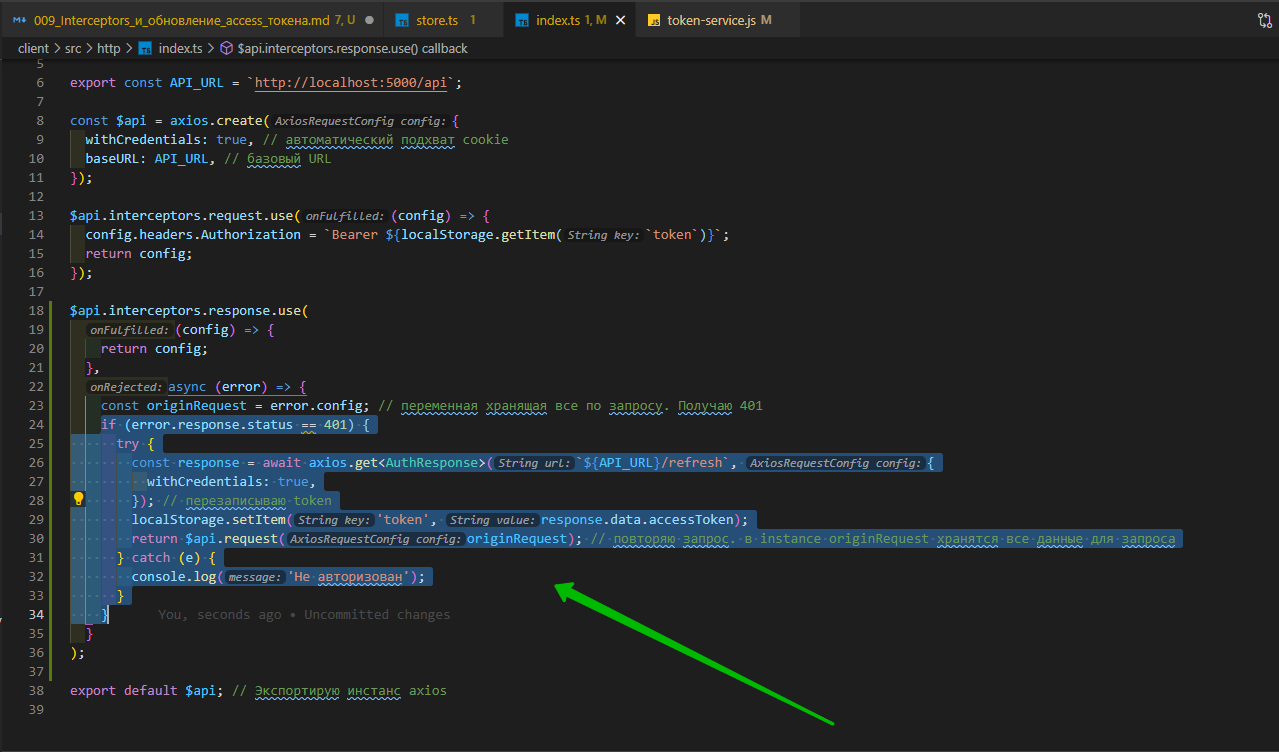 009_Interceptors_и_обновление_access_токена.md 7, U store.ts 1 index.ts 1, M token-service.js M
client > src > http > index.ts > $api.interceptors.response.use() callback
5
6 export const API_URL = `http://localhost:5000/api`;
7
8 const $api = axios.create( AxiosRequestConfig config: {
9 withCredentials: true, // автоматический подхват cookie
10 baseURL: API_URL, // базовый URL
11 });
12
13 $api.interceptors.request.use( onFulfilled: (config) => {
14 config.headers.Authorization = `Bearer ${localStorage.getItem( String key: `token`)}`;
15 return config;
16 });
17
18 $api.interceptors.response.use(
19 onFulfilled: (config) => {
20 return config;
21 },
22 onRejected: async (error) => {
23 const originRequest = error.config; // переменная хранящая все по запросу. Получаю 401
24 if (error.response.status == 401) {
25 try {
26 const response = await axios.get<AuthResponse>( String url: `${API_URL}/refresh`, AxiosRequestConfig config: {
27 withCredentials: true,
28 }); // перезаписываю token
29 localStorage.setItem( String key: 'token', String value: response.data.accessToken);
30 return $api.request( AxiosRequestConfig config: originRequest); // повторяю запрос. в instance originRequest хранятся все данные для запроса
31 } catch (e) {
32 console.log( message: 'Не авторизован');
33 }
34 } You, seconds ago • Uncommitted changes
35 }
36 );
37
38 export default $api; // Экспортирую инстанс axios
39